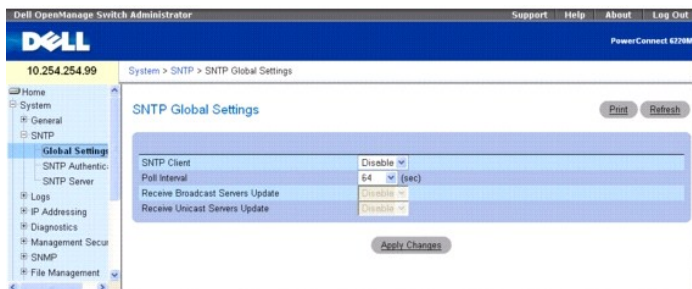 Dell OpenManage Switch Administrator
Support Help About Log Out
DELL
PowerConnect 6220M
10.254.254.99
System > SNTP > SNTP Global Settings
Home
System
General
SNTP
Global Settings
SNTP Authentic
SNTP Server
Logs
IP Addressing
Diagnostics
Management Secur
SNMP
File Management
SNTP Global Settings
Print Refresh
SNTP Client Disable
Poll Interval 64 (sec)
Receive Broadcast Servers Update Disable
Receive Unicast Servers Update Disable
Apply Changes